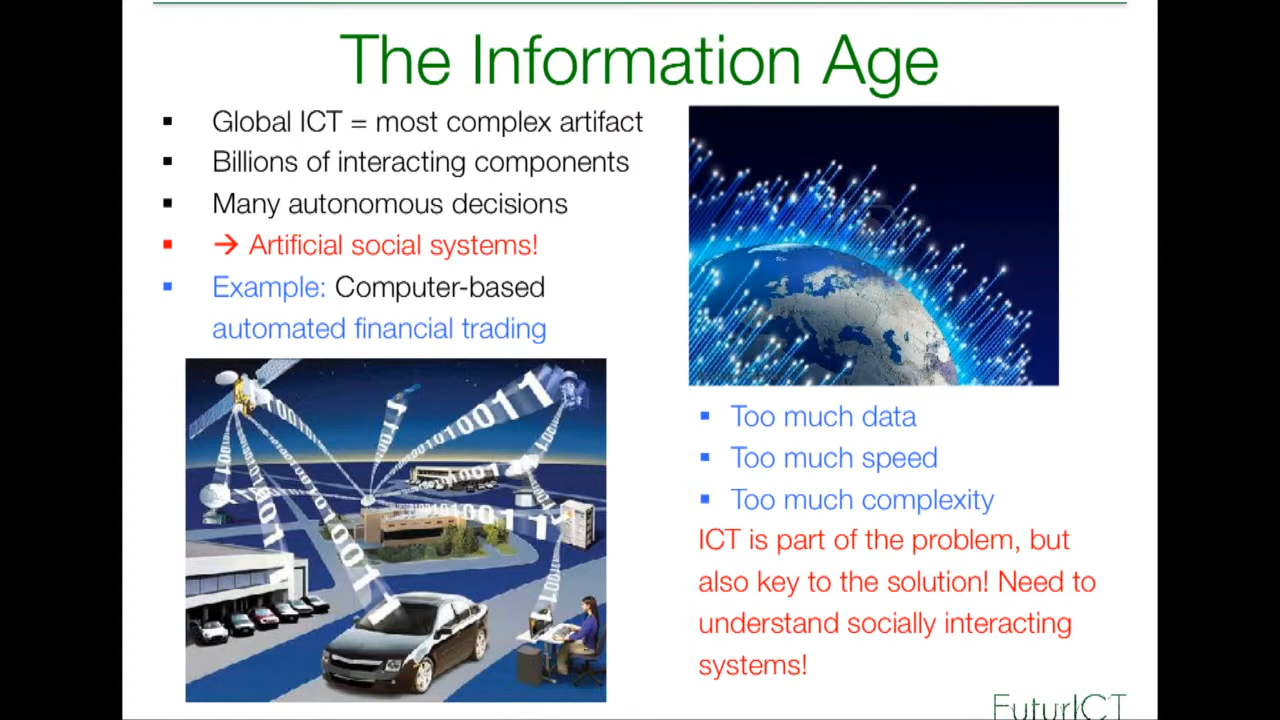 The Information Age
Global ICT = most complex artifact
Billions of interacting components
Many autonomous decisions
→ Artificial social systems!
Example: Computer-based
automated financial trading
Too much data
Too much speed
Too much complexity
ICT is part of the problem, but
also key to the solution! Need to
understand socially interacting
systems!
FuturICT